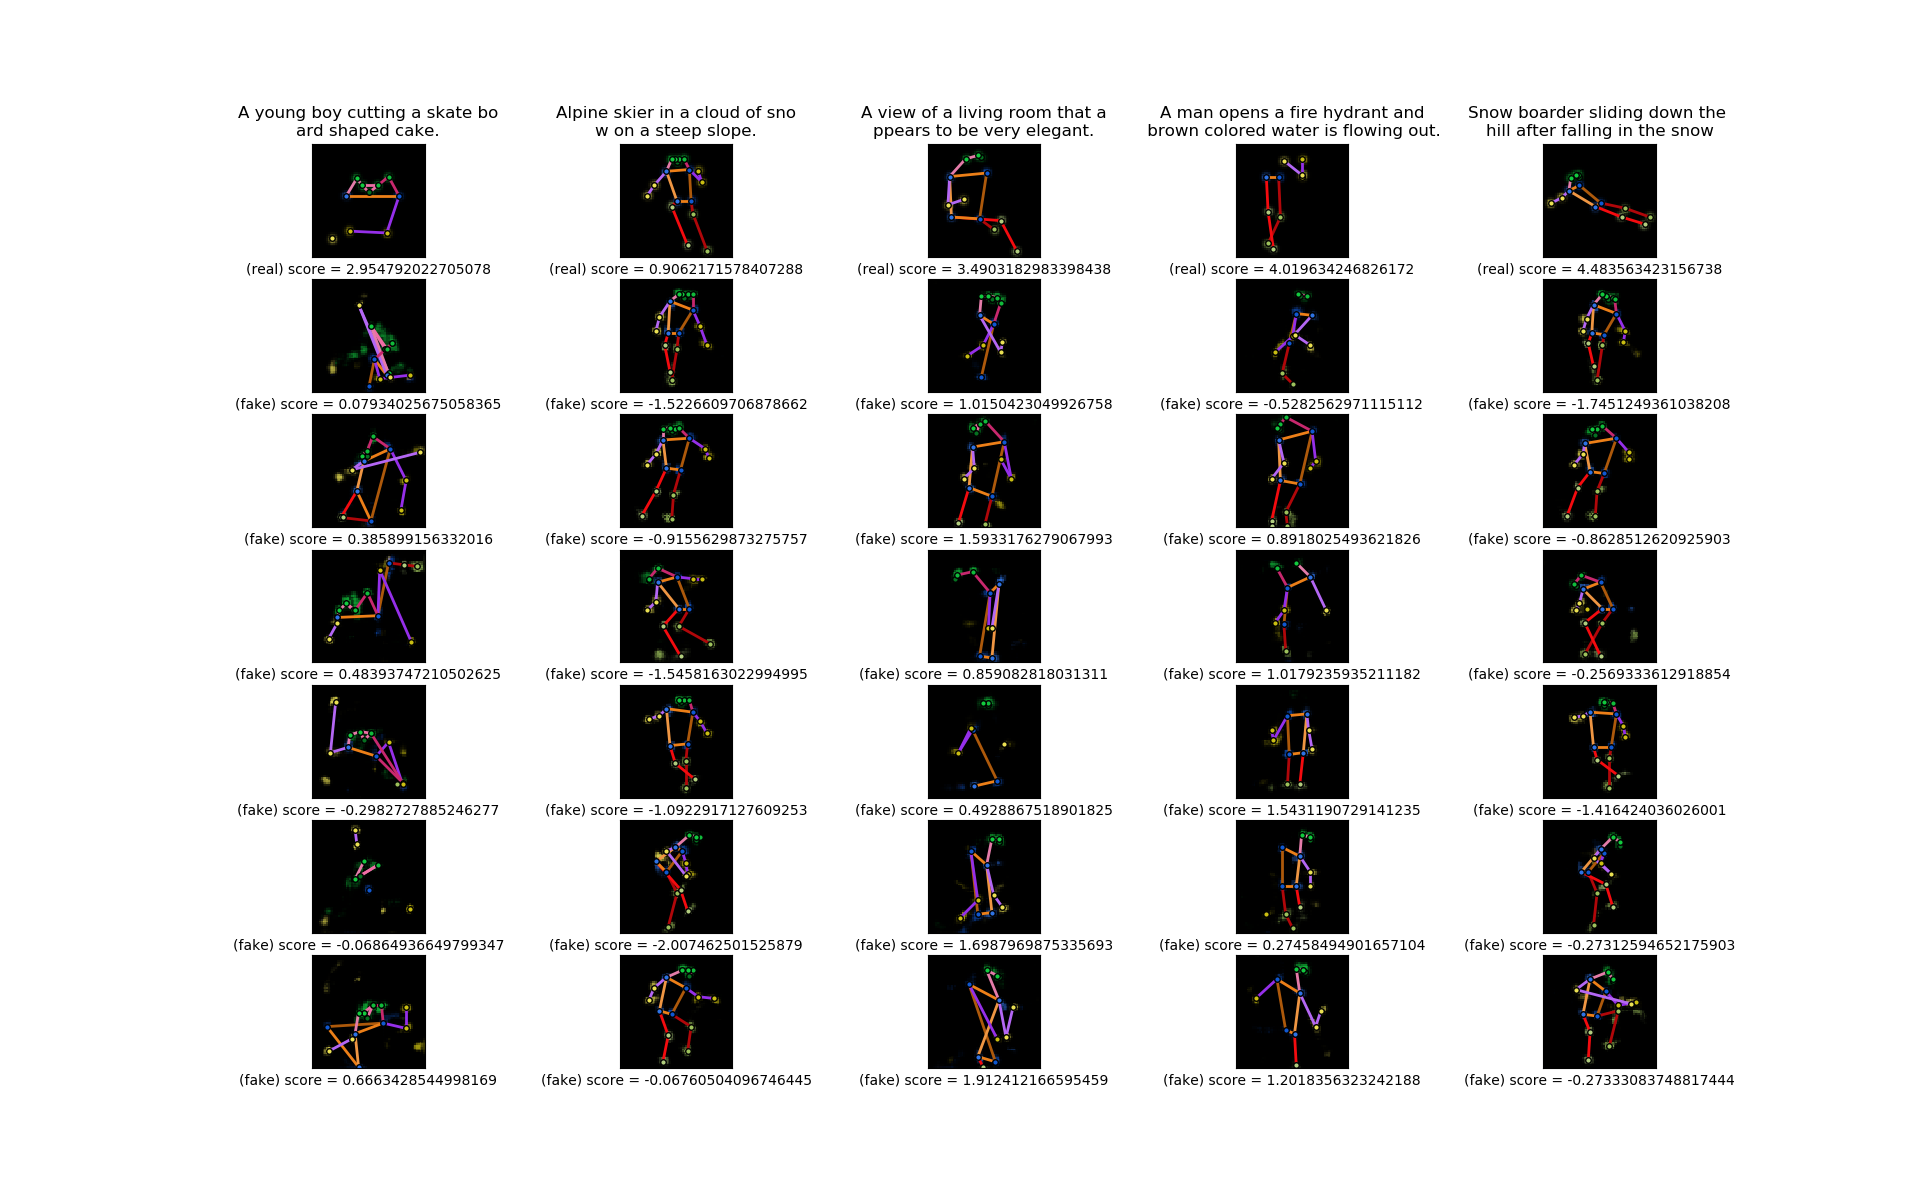 A young boy cutting a skate bo
ard shaped cake.
Alpine skier in a cloud of sno
w on a steep slope.
A view of a living room that a
ppears to be very elegant.
A man opens a fire hydrant and
brown colored water is flowing out.
Snow boarder sliding down the
hill after falling in the snow
(real) score = 2.954792022705078
(real) score = 0.9062171578407288
(real) score = 3.4903182983398438
(real) score = 4.019634246826172
(real) score = 4.483563423156738
(fake) score = 0.07934025675058365
(fake) score = -1.5226609706878662
(fake) score = 1.0150423049926758
(fake) score = -0.5282562971115112
(fake) score = -1.7451249361038208
(fake) score = 0.385899156332016
(fake) score = -0.9155629873275757
(fake) score = 1.5933176279067993
(fake) score = 0.8918025493621826
(fake) score = -0.8628512620925903
(fake) score = 0.48393747210502625
(fake) score = -1.5458163022994995
(fake) score = 0.859082818031311
(fake) score = 1.0179235935211182
(fake) score = -0.2569333612918854
(fake) score = -0.2982727885246277
(fake) score = -1.0922917127609253
(fake) score = 0.4928867518901825
(fake) score = 1.5431190729141235
(fake) score = -1.416424036026001
(fake) score = -0.06864936649799347
(fake) score = -2.007462501525879
(fake) score = 1.6987969875335693
(fake) score = 0.27458494901657104
(fake) score = -0.27312594652175903
(fake) score = 0.6663428544998169
(fake) score = -0.06760504096746445
(fake) score = 1.912412166595459
(fake) score = 1.2018356323242188
(fake) score = -0.27333083748817444